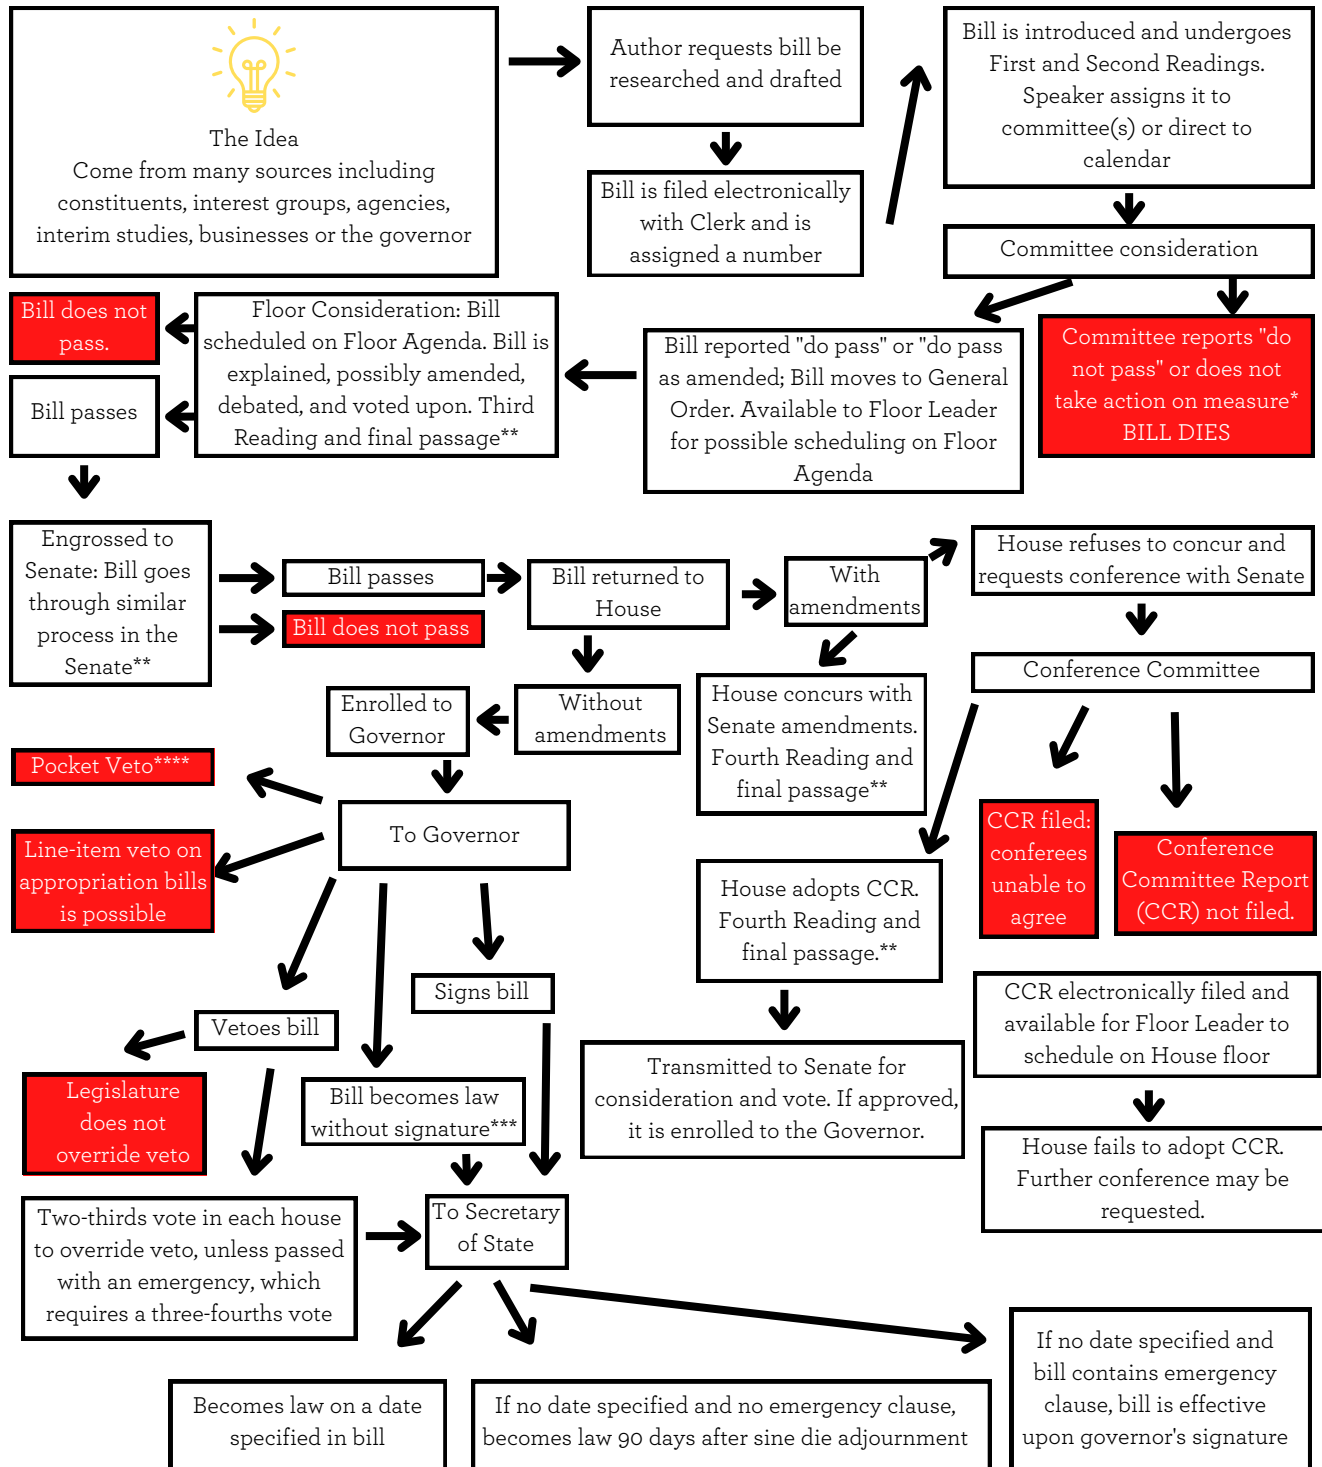 The Idea
Come from many sources including
constituents, interest groups, agencies,
interim studies, businesses or the governor
Author requests bill be
researched and drafted
Bill is filed electronically
with Clerk and is
assigned a number
Bill is introduced and undergoes
First and Second Readings.
Speaker assigns it to
committee(s) or direct to
calendar
Committee consideration
Committee reports "do
not pass" or does not
take action on measure*
BILL DIES
Bill reported "do pass" or "do pass
as amended; Bill moves to General
Order. Available to Floor Leader
for possible scheduling on Floor
Agenda
Floor Consideration: Bill
scheduled on Floor Agenda. Bill is
explained, possibly amended,
debated, and voted upon. Third
Reading and final passage**
Bill does not
pass.
Bill passes
Engrossed to
Senate: Bill goes
through similar
process in the
Senate**
Bill passes
Bill does not pass
Bill returned to
House
With
amendments
Without
amendments
House refuses to concur and
requests conference with Senate
Conference Committee
House concurs with
Senate amendments.
Fourth Reading and
final passage**
Enrolled to
Governor
To Governor
Pocket Veto****
Line-item veto on
appropriation bills
is possible
CCR filed:
conferees
unable to
agree
Conference
Committee Report
(CCR) not filed.
House adopts CCR.
Fourth Reading and
final passage.**
CCR electronically filed and
available for Floor Leader to
schedule on House floor
Signs bill
Vetoes bill
Legislature
does not
override veto
Bill becomes law
without signature***
Transmitted to Senate for
consideration and vote. If approved,
it is enrolled to the Governor.
House fails to adopt CCR.
Further conference may be
requested.
Two-thirds vote in each house
to override veto, unless passed
with an emergency, which
requires a three-fourths vote
To Secretary
of State
Becomes law on a date
specified in bill
If no date specified and no emergency clause,
becomes law 90 days after sine die adjournment
If no date specified and
bill contains emergency
clause, bill is effective
upon governor's signature